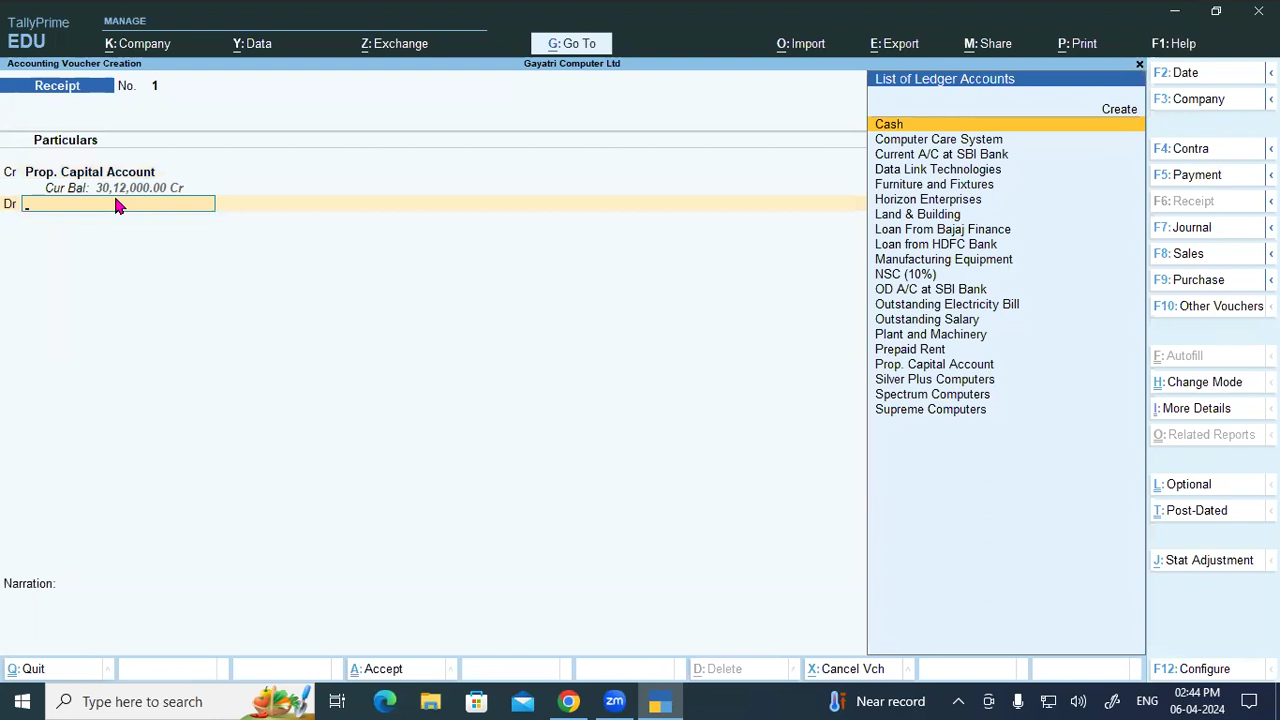 TallyPrime
EDU
MANAGE
K: Company
Y: Data
Z: Exchange
G: Go To
O: Import
E: Export
M: Share
P: Print
F1: Help
Accounting Voucher Creation
Gayatri Computer Ltd
Receipt No. 1
Particulars
Cr Prop. Capital Account
Cur Bal: 30,12,000.00 Cr
Dr
Narration:
List of Ledger Accounts
Create
Cash
Computer Care System
Current A/C at SBI Bank
Data Link Technologies
Furniture and Fixtures
Horizon Enterprises
Land & Building
Loan From Bajaj Finance
Loan from HDFC Bank
Manufacturing Equipment
NSC (10%)
OD A/C at SBI Bank
Outstanding Electricity Bill
Outstanding Salary
Plant and Machinery
Prepaid Rent
Prop. Capital Account
Silver Plus Computers
Spectrum Computers
Supreme Computers
F2: Date
F3: Company
F4: Contra
F5: Payment
F6: Receipt
F7: Journal
F8: Sales
F9: Purchase
F10: Other Vouchers
F: Autofill
H: Change Mode
I: More Details
O: Related Reports
L: Optional
T: Post-Dated
J: Stat Adjustment
Q: Quit
A: Accept
D: Delete
X: Cancel Vch
F12: Configure
Type here to search
zm
Near record
ENG
02:44 PM
06-04-2024